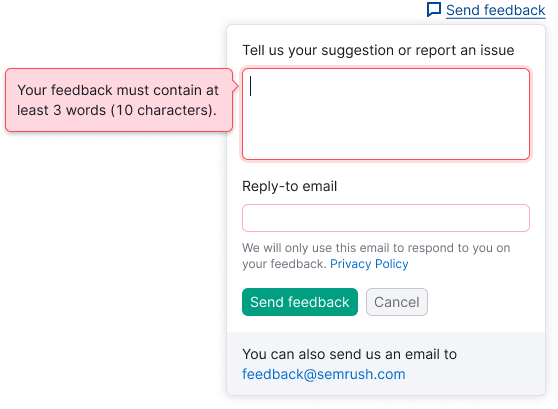 Send feedback
Tell us your suggestion or report an issue
Your feedback must contain at
least 3 words (10 characters).
Reply-to email
We will only use this email to respond to you on
your feedback. Privacy Policy
Send feedback
Cancel
You can also send us an email to
feedback@semrush.com